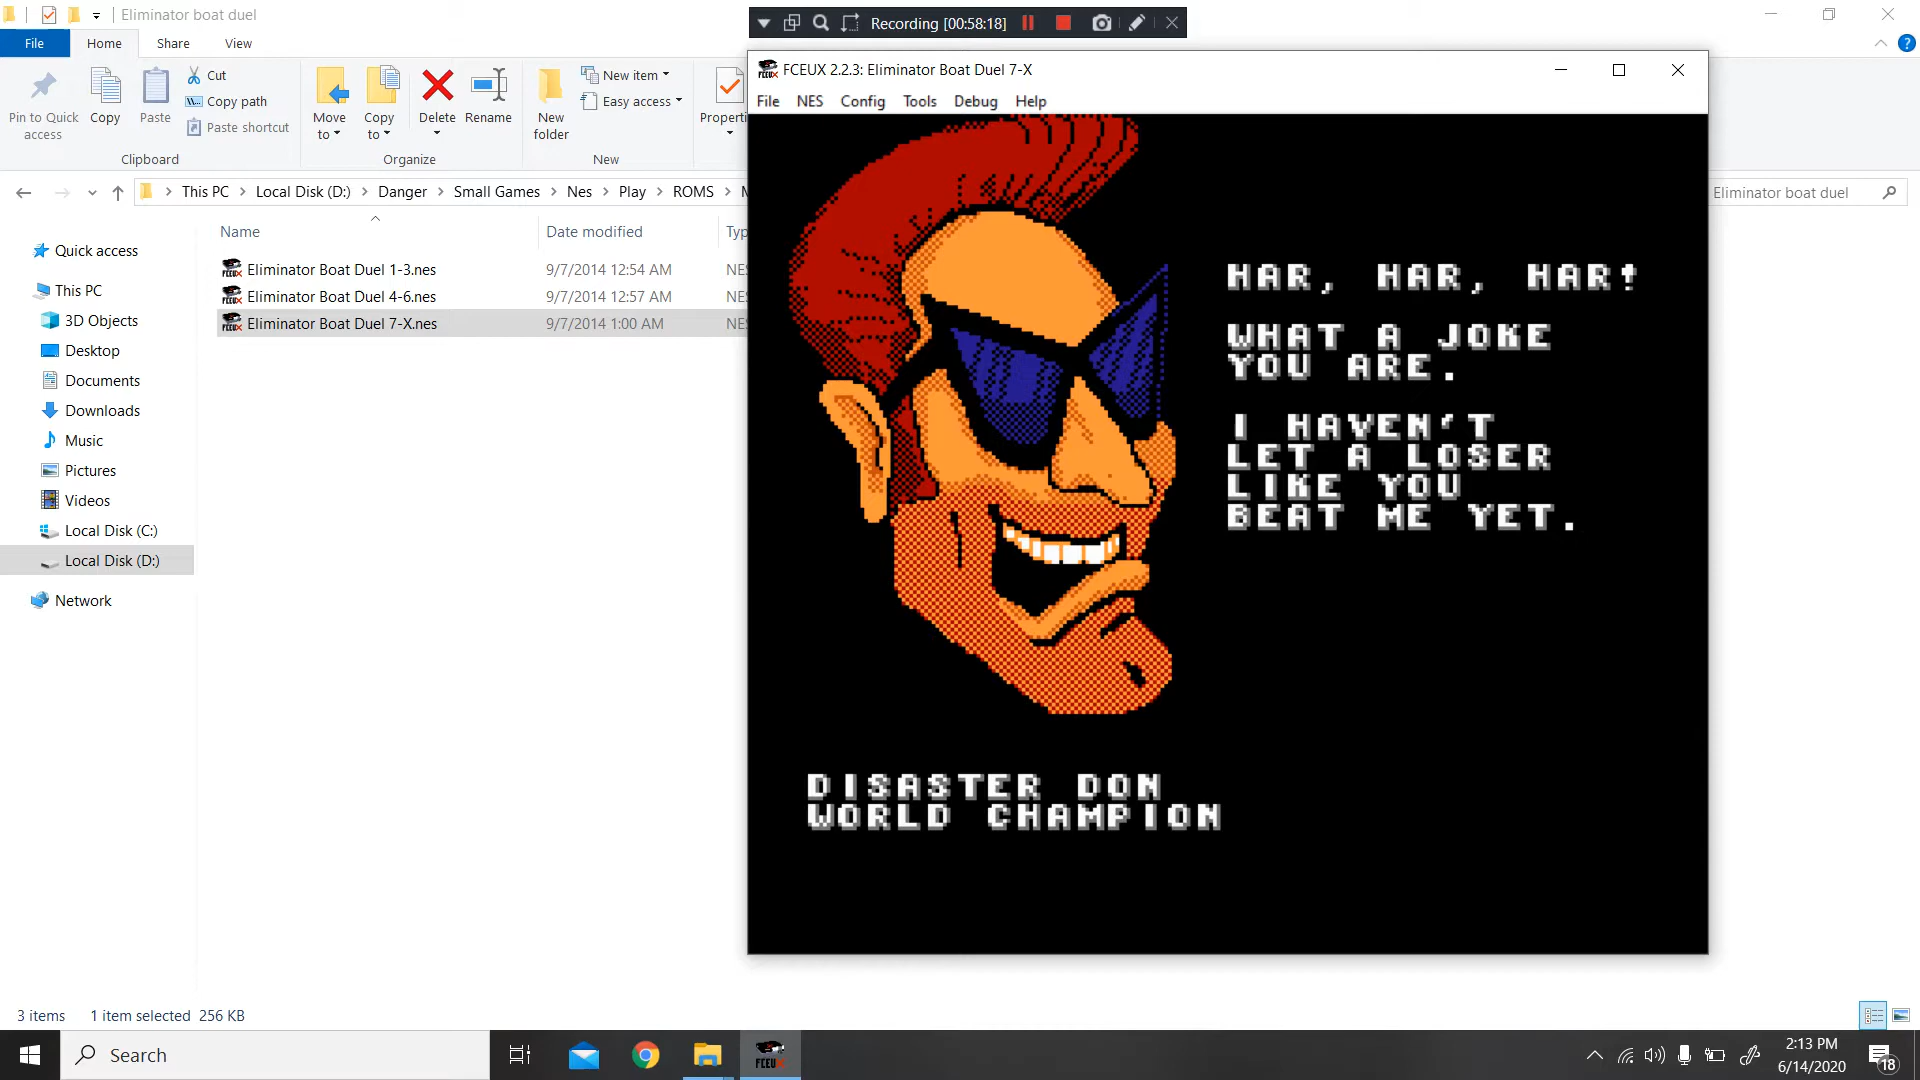 Eliminator boat duel
Recording [00:58:18]
File Home Share View
Pin to Quick access
Copy
Paste
Cut
Copy path
Paste shortcut
Clipboard
Move to
Copy to
Delete
Rename
Organize
New folder
New item
Easy access
New
Properti
FCEUX 2.2.3: Eliminator Boat Duel 7-X
File NES Config Tools Debug Help
This PC Local Disk (D:) Danger Small Games Nes Play ROMS
Eliminator boat duel
Name Date modified Typ
Eliminator Boat Duel 1-3.nes 9/7/2014 12:54 AM NES
Eliminator Boat Duel 4-6.nes 9/7/2014 12:57 AM NES
Eliminator Boat Duel 7-X.nes 9/7/2014 1:00 AM NES
Quick access
This PC
3D Objects
Desktop
Documents
Downloads
Music
Pictures
Videos
Local Disk (C:)
Local Disk (D:)
Network
HAR, HAR, HAR!
WHAT A JOKE
YOU ARE.
I HAVEN'T
LET A LOSER
LIKE YOU
BEAT ME YET.
DISASTER DON
WORLD CHAMPION
3 items 1 item selected 256 KB
Search
2:13 PM
6/14/2020
18